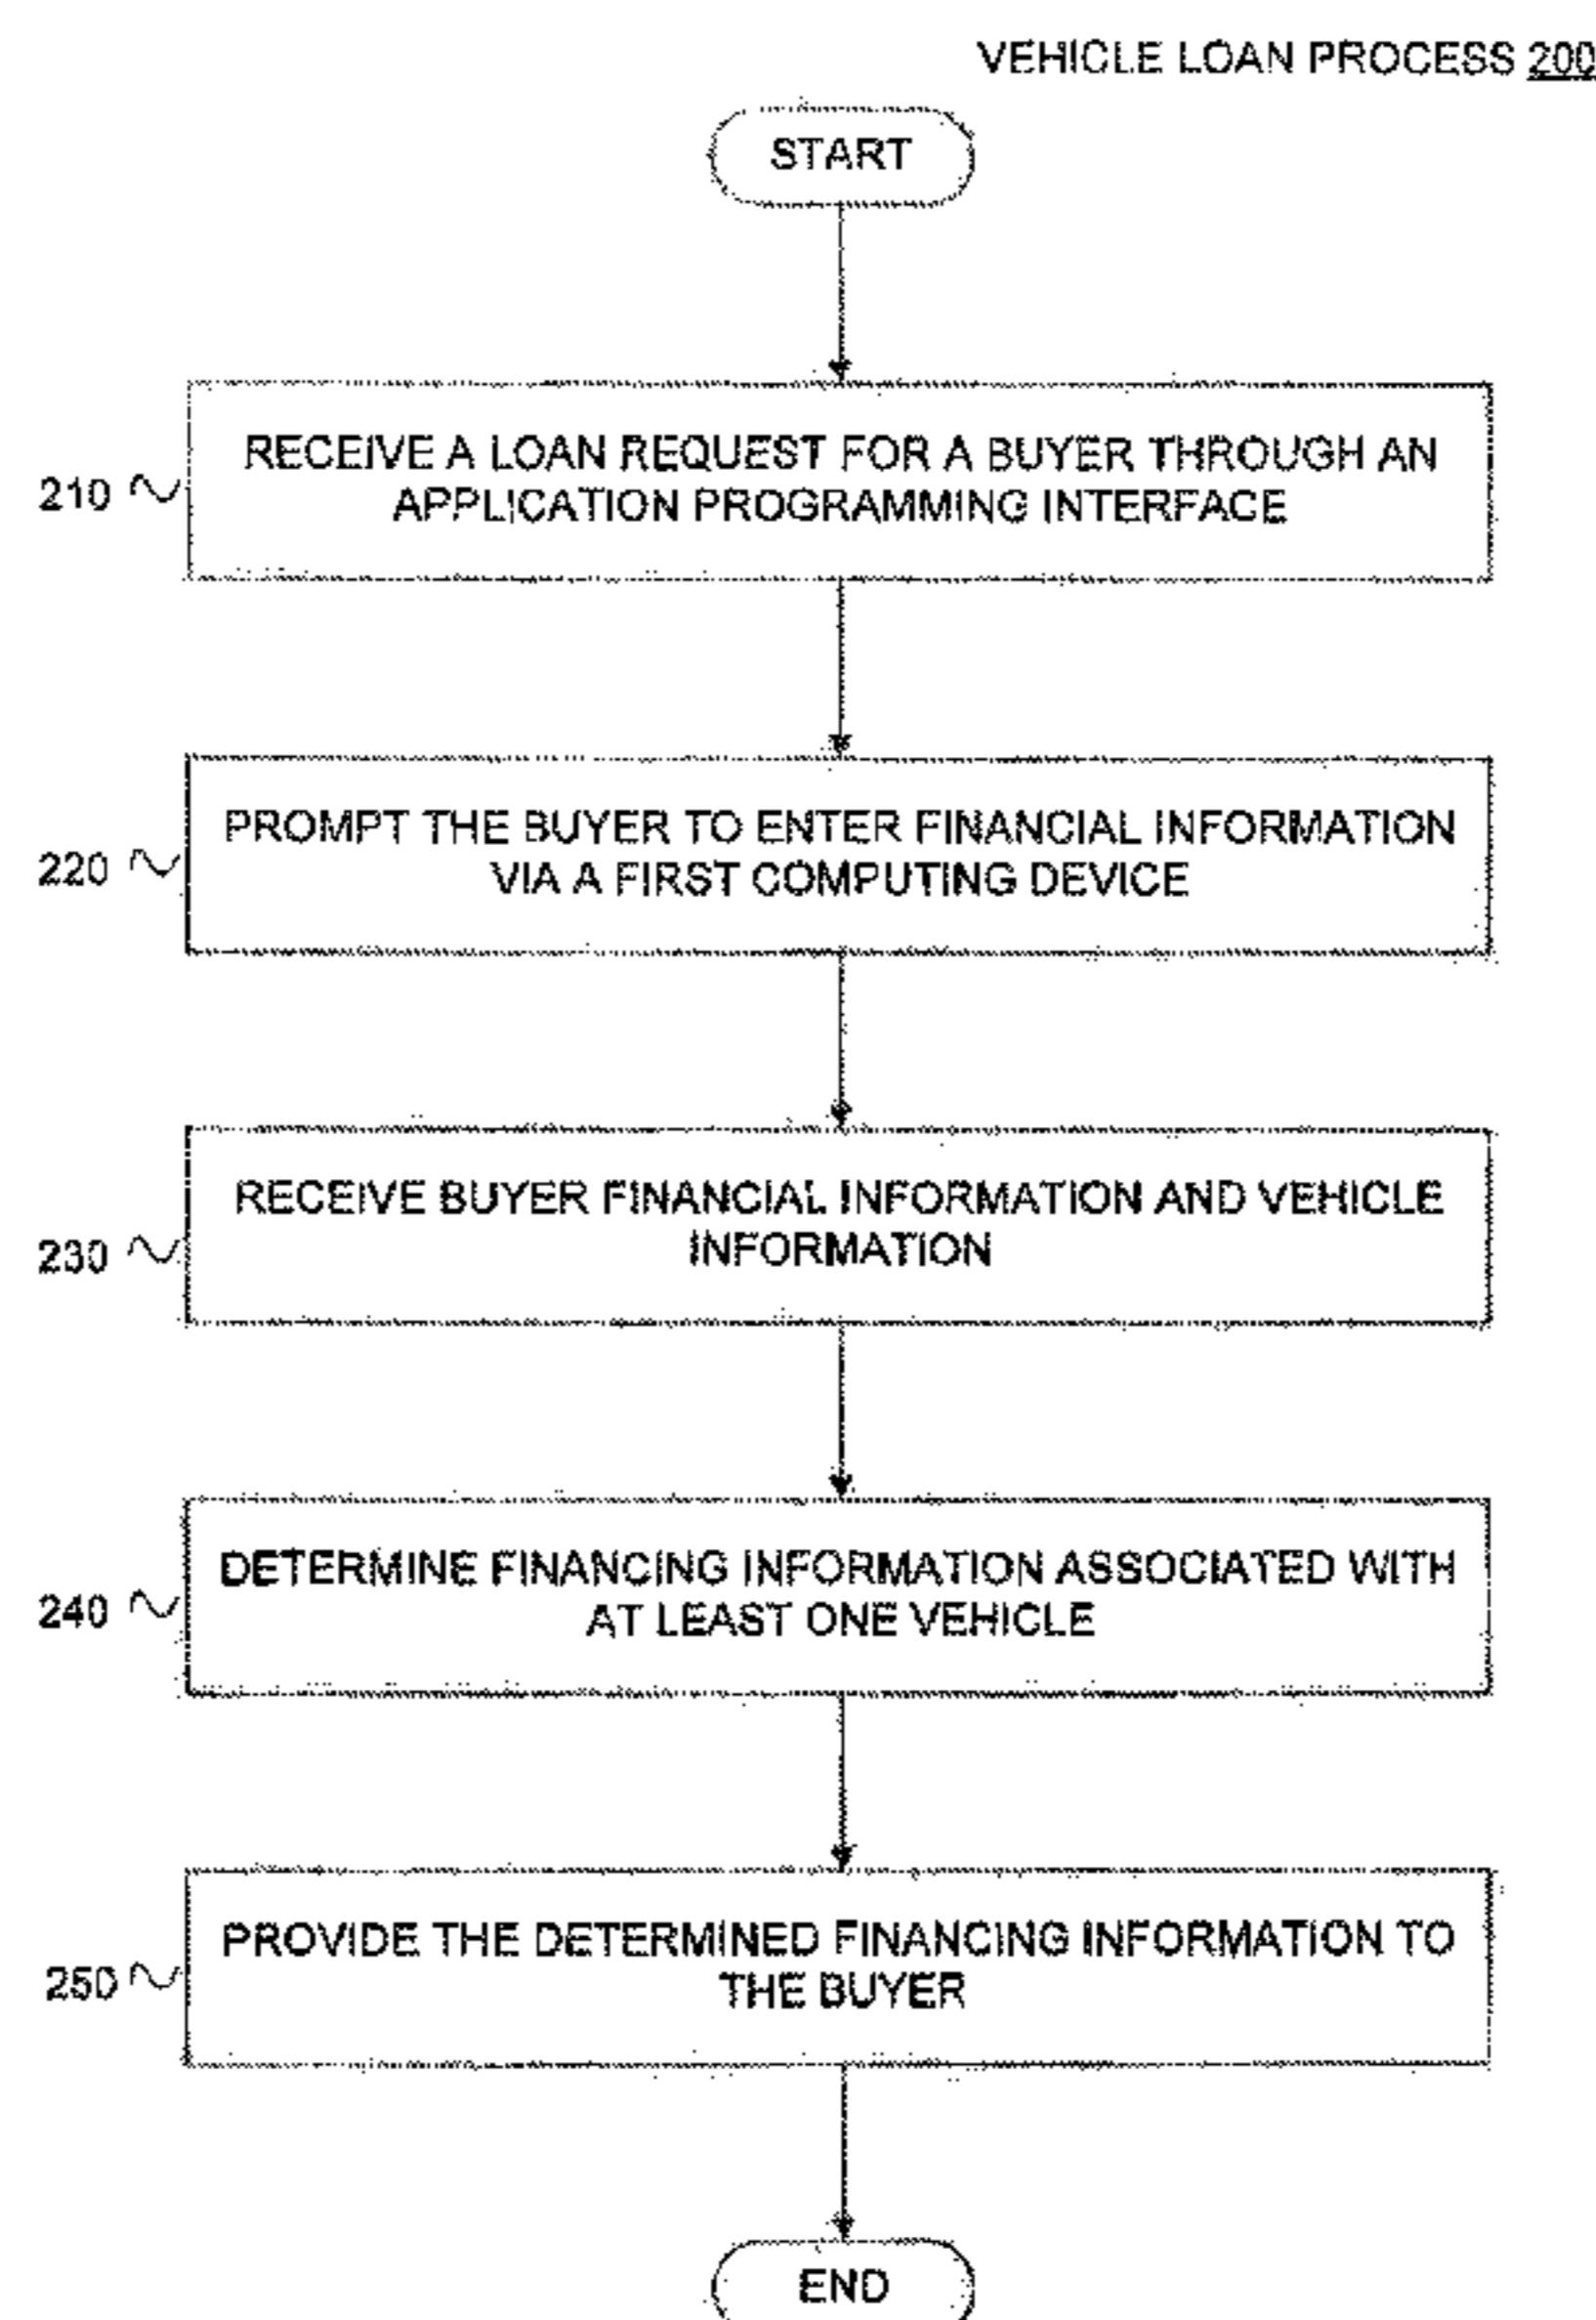 VEHICLE LOAN PROCESS 200
START
210
RECEIVE A LOAN REQUEST FOR A BUYER THROUGH AN
APPLICATION PROGRAMMING INTERFACE
220
PROMPT THE BUYER TO ENTER FINANCIAL INFORMATION
VIA A FIRST COMPUTING DEVICE
230
RECEIVE BUYER FINANCIAL INFORMATION AND VEHICLE
INFORMATION
240
DETERMINE FINANCING INFORMATION ASSOCIATED WITH
AT LEAST ONE VEHICLE
250
PROVIDE THE DETERMINED FINANCING INFORMATION TO
THE BUYER
END